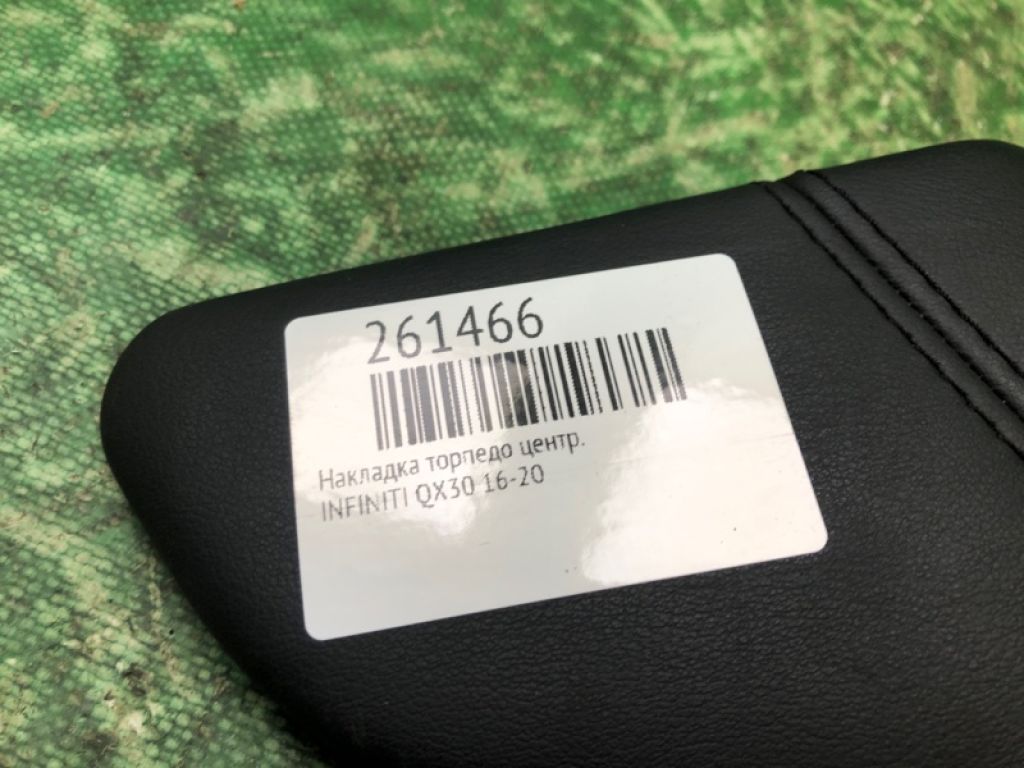 261466
Накладка торпедо центр.
INFINITI QX30 16-20